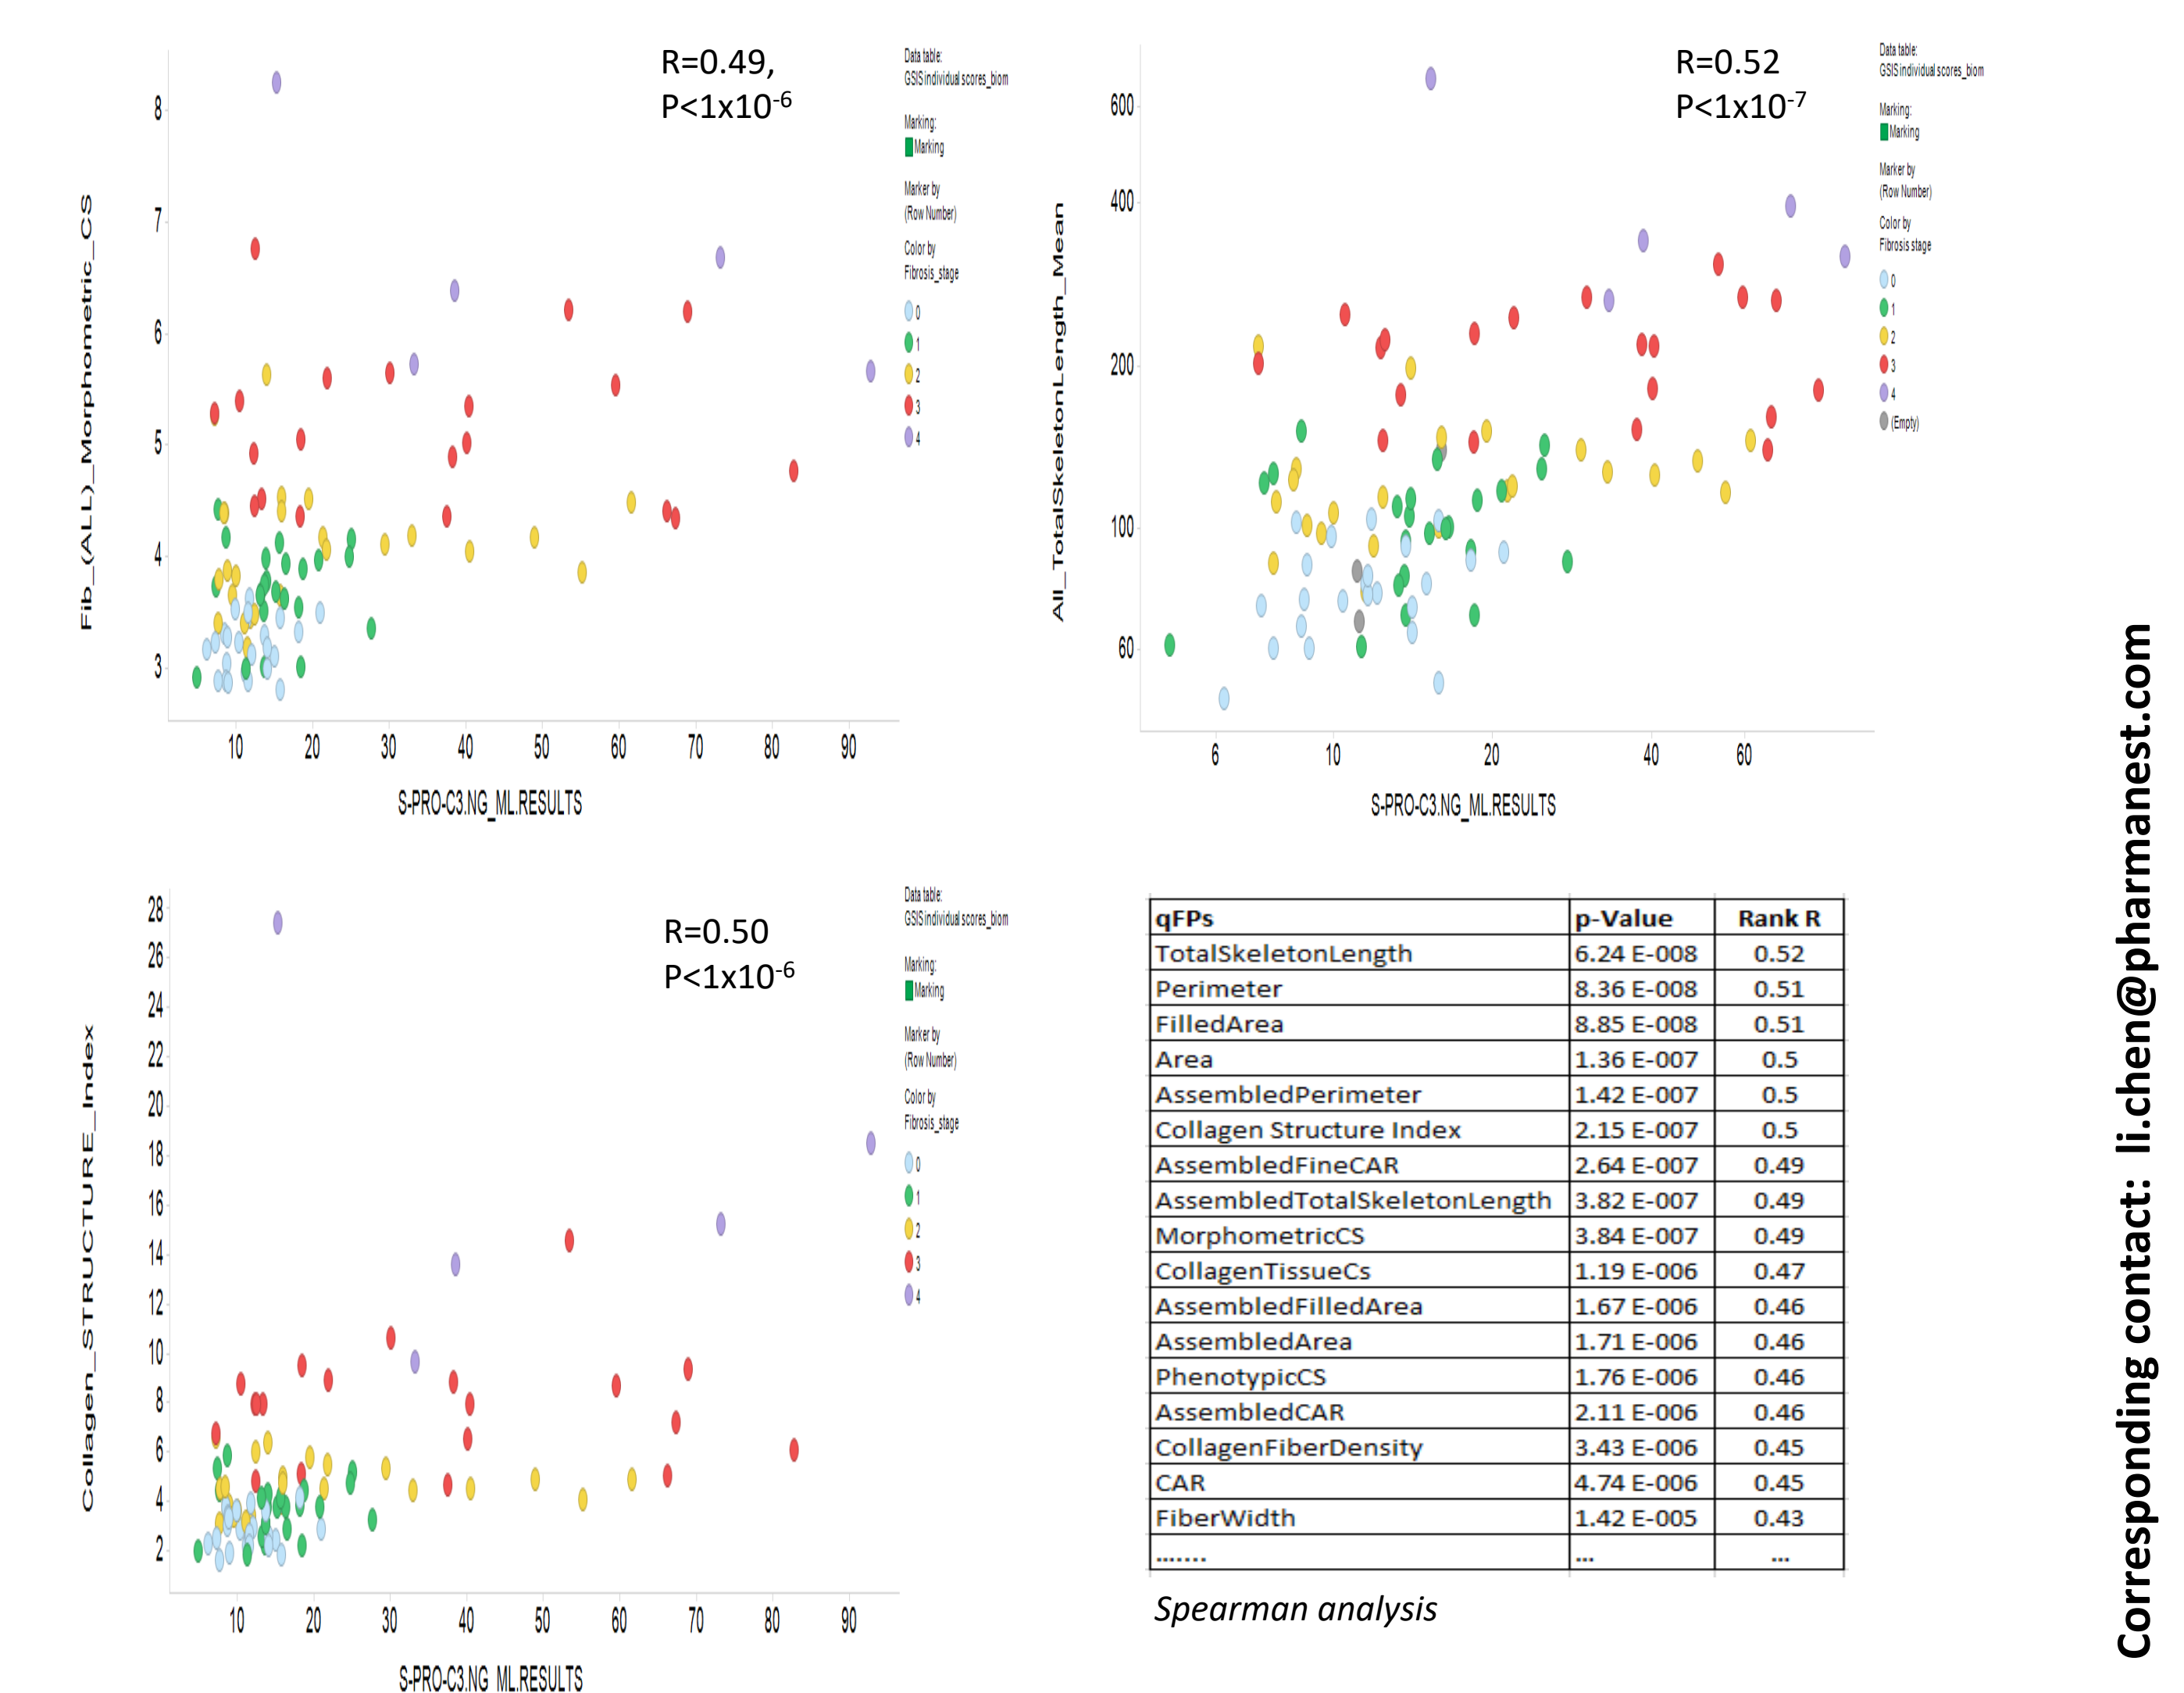 R=0.49,
P<1x10-6
Data table:
GSISindividual scores_biom
Marking:
Marking
Marker by
(Row Number)
Color by
Fibrosis_stage
0
1
2
3
4
Fib_(ALL)_Morphometric_CS
8
7
6
5
4
3
10 20 30 40 50 60 70 80 90
S-PRO-C3.NG_ML.RESULTS
R=0.52
P<1x10-7
Data table:
GSISindividual scores_biom
Marking:
Marking
Marker by
(Row Number)
Color by
Fibrosis stage
0
1
2
3
4
(Empty)
All_TotalSkeletonLength_Mean
600
400
200
100
60
6 10 20 40 60
S-PRO-C3.NG_ML.RESULTS
R=0.50
P<1x10-6
Data table:
GSISindividual scores_biom
Marking:
Marking
Marker by
(Row Number)
Color by
Fibrosis_stage
0
1
2
3
4
Collagen_STRUCTURE_Index
28
26
24
22
20
18
16
14
12
10
8
6
4
2
10 20 30 40 50 60 70 80 90
S-PRO-C3.NG ML.RESULTS
qFPs p-Value Rank R
TotalSkeletonLength 6.24 E-008 0.52
Perimeter 8.36 E-008 0.51
FilledArea 8.85 E-008 0.51
Area 1.36 E-007 0.5
AssembledPerimeter 1.42 E-007 0.5
Collagen Structure Index 2.15 E-007 0.5
AssembledFineCAR 2.64 E-007 0.49
AssembledTotalSkeletonLength 3.82 E-007 0.49
MorphometricCS 3.84 E-007 0.49
CollagenTissueCs 1.19 E-006 0.47
AssembledFilledArea 1.67 E-006 0.46
AssembledArea 1.71 E-006 0.46
PhenotypicCS 1.76 E-006 0.46
AssembledCAR 2.11 E-006 0.46
CollagenFiberDensity 3.43 E-006 0.45
CAR 4.74 E-006 0.45
FiberWidth 1.42 E-005 0.43
....... ... ...
Spearman analysis
Corresponding contact: li.chen@pharmanest.com